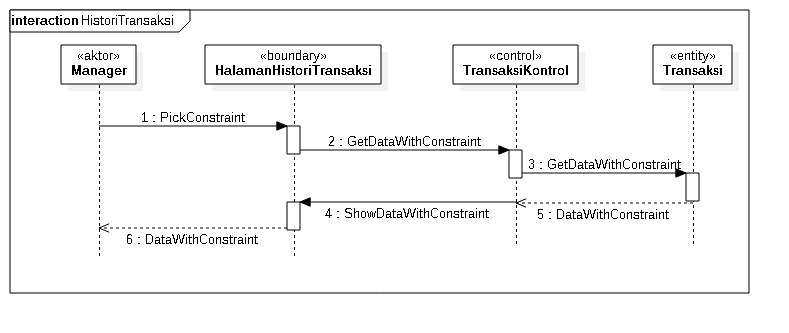 interaction HistoriTransaksi
«aktor»
Manager
«boundary»
HalamanHistoriTransaksi
«control»
TransaksiKontrol
«entity»
Transaksi
1 : PickConstraint
2 : GetDataWithConstraint
3 : GetDataWithConstraint
4 : ShowDataWithConstraint
5 : DataWithConstraint
6 : DataWithConstraint